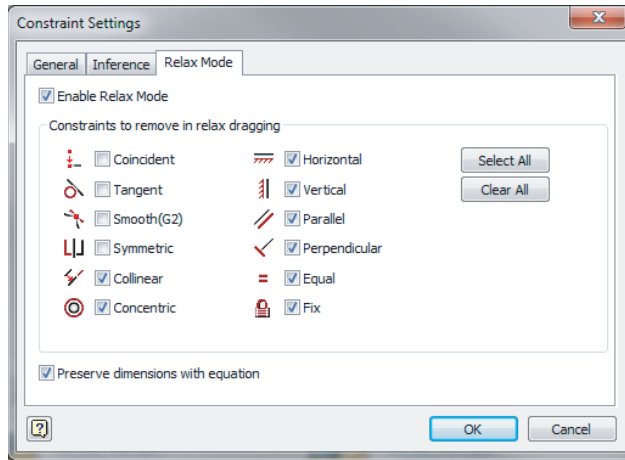 Constraint Settings
General Inference Relax Mode
Enable Relax Mode
Constraints to remove in relax dragging
Coincident Horizontal Select All
Tangent Vertical Clear All
Smooth(G2) Parallel
Symmetric Perpendicular
Collinear Equal
Concentric Fix
Preserve dimensions with equation
OK Cancel